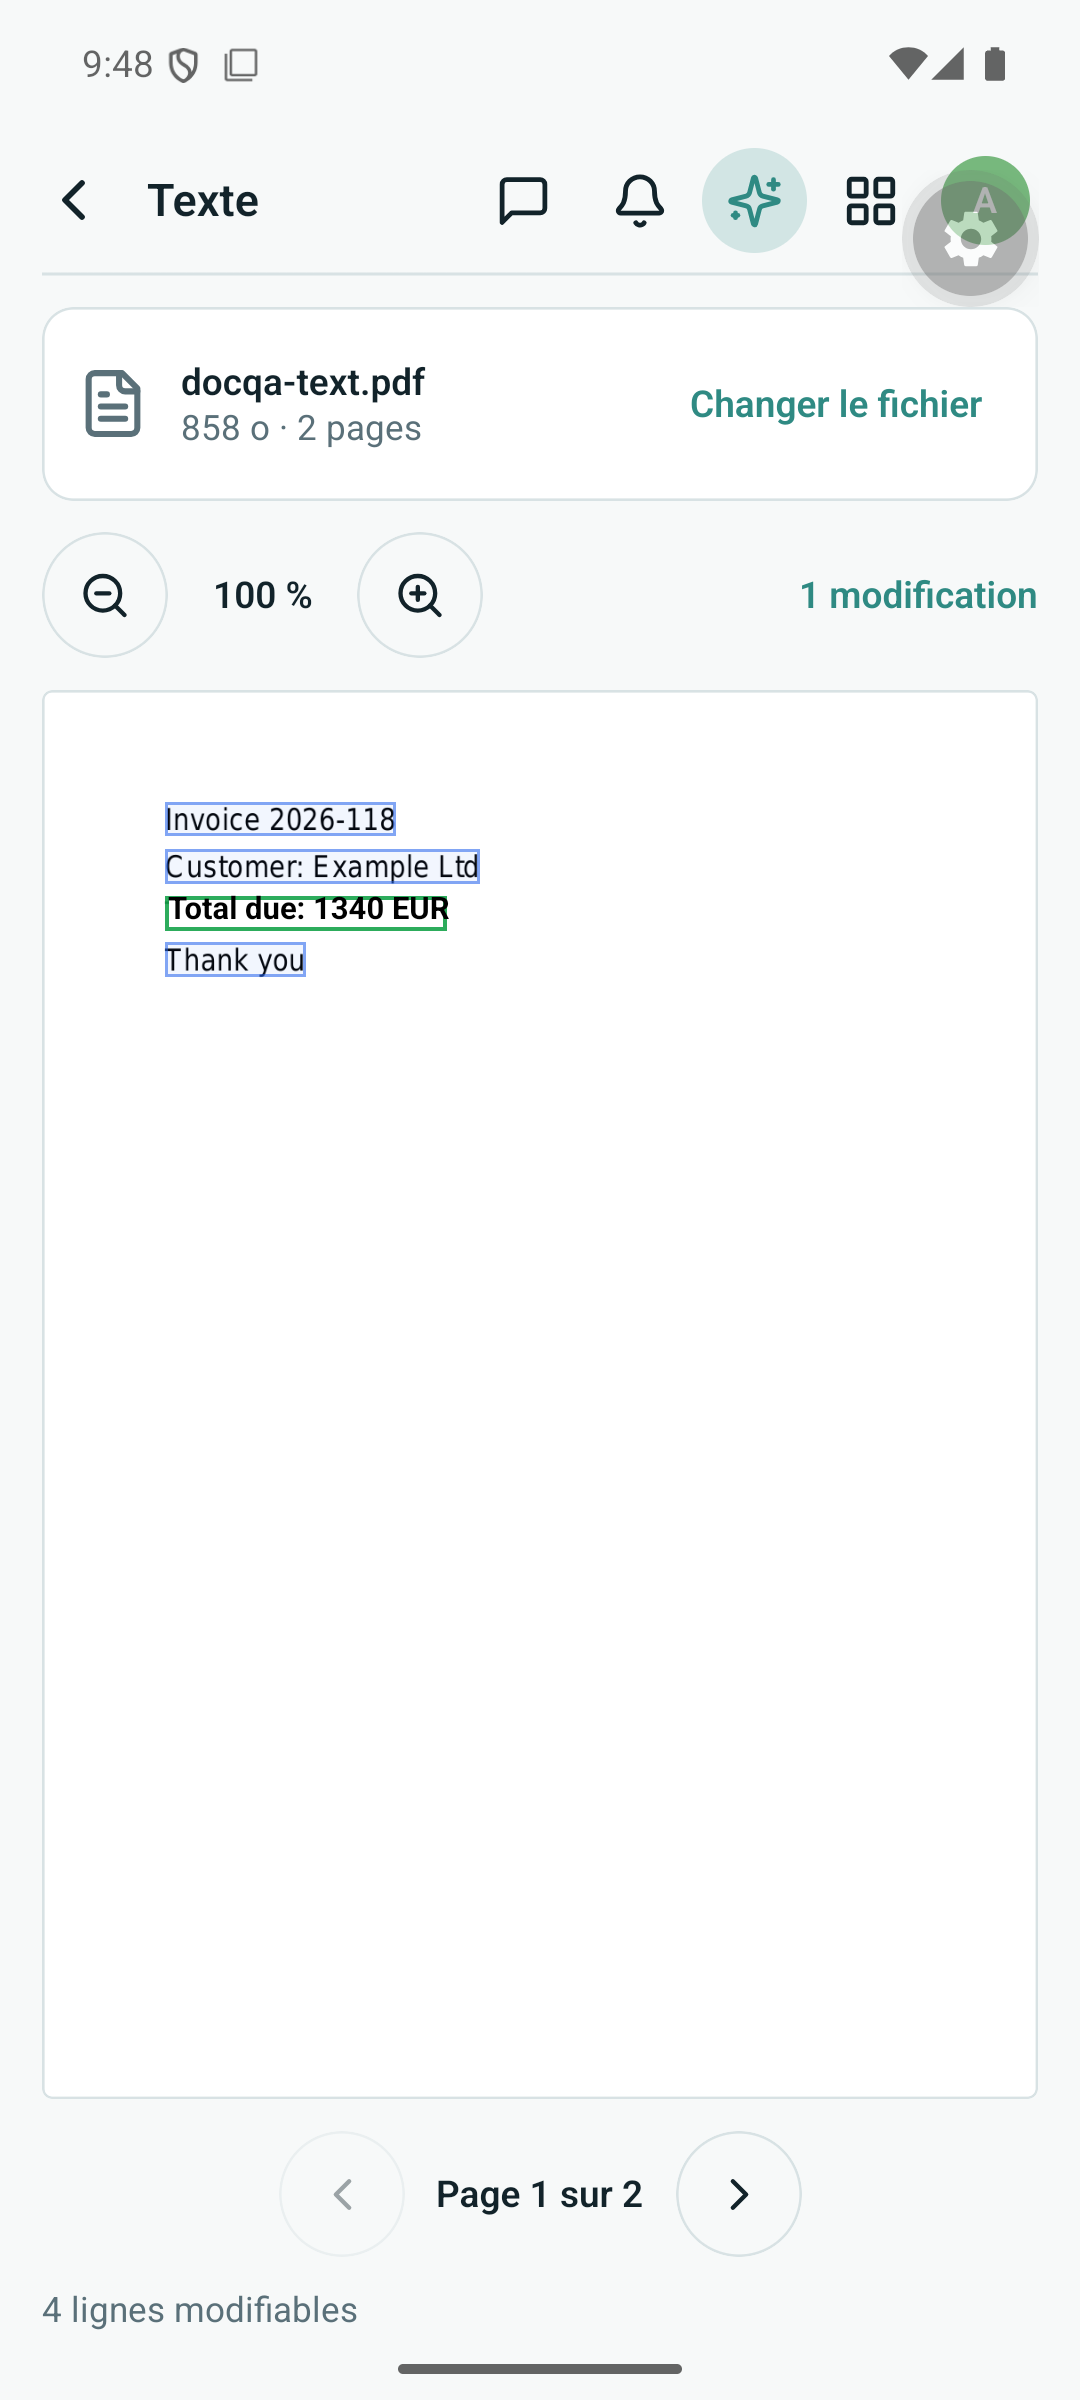 9:48
Texte
A
docqa-text.pdf
858 o · 2 pages
Changer le fichier
100 %
1 modification
Invoice 2026-118
Customer: Example Ltd
Total due: 1340 EUR
Thank you
Page 1 sur 2
4 lignes modifiables